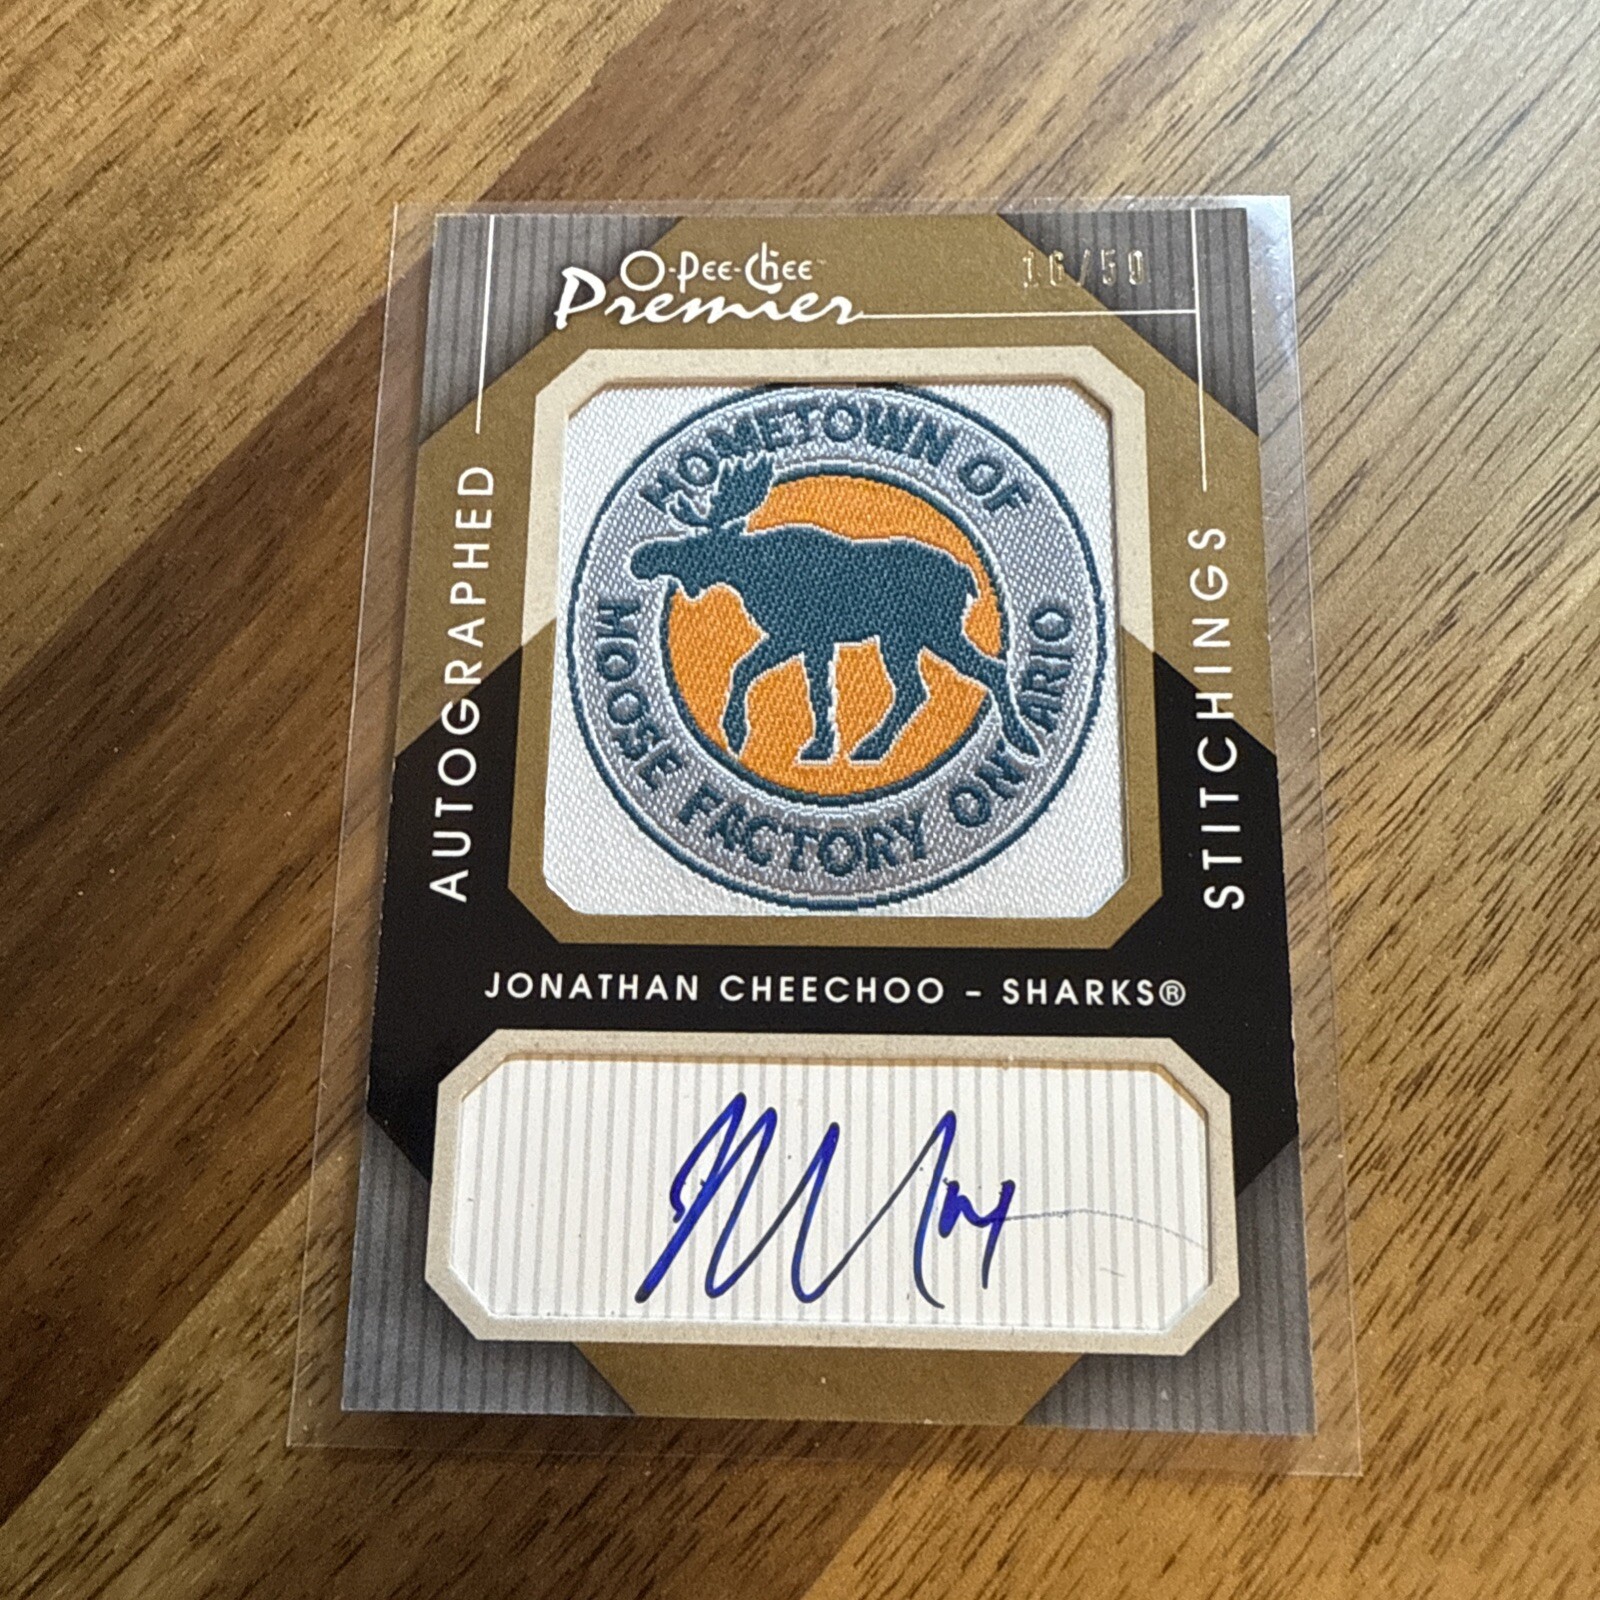 O-Pee-Chee
Premier
16/50
AUTOGRAPHED
STITCHINGS
HOMETOWN OF
MOOSE FACTORY ONTARIO
JONATHAN CHEECHOO – SHARKS®